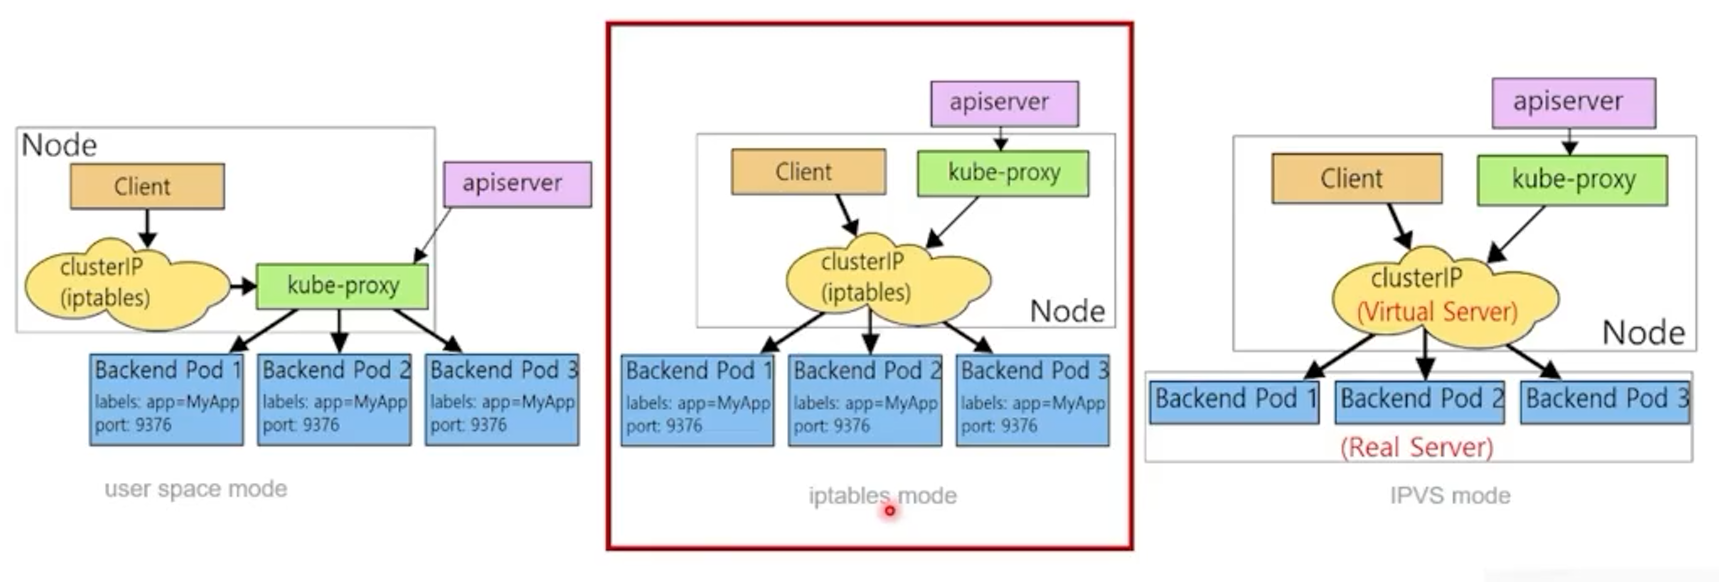 Node
Client
apiserver
clusterIP
(iptables)
kube-proxy
Backend Pod 1
labels: app=MyApp
port: 9376
Backend Pod 2
labels: app=MyApp
port: 9376
Backend Pod 3
labels: app=MyApp
port: 9376
user space mode
apiserver
Client
kube-proxy
clusterIP
(iptables)
Node
Backend Pod 1
labels: app=MyApp
port: 9376
Backend Pod 2
labels: app=MyApp
port: 9376
Backend Pod 3
labels: app=MyApp
port: 9376
iptables mode
apiserver
Client
kube-proxy
clusterIP
(Virtual Server)
Node
Backend Pod 1
Backend Pod 2
Backend Pod 3
(Real Server)
IPVS mode